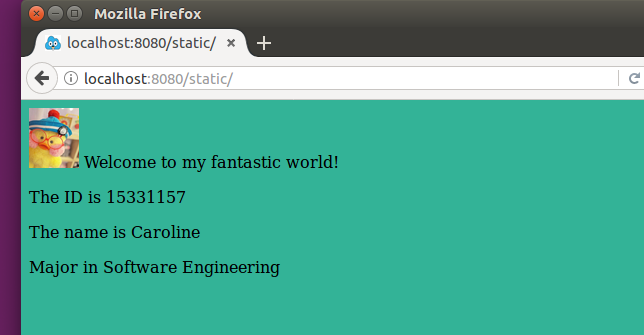 Mozilla Firefox
localhost:8080/static/
localhost:8080/static/
Welcome to my fantastic world!
The ID is 15331157
The name is Caroline
Major in Software Engineering